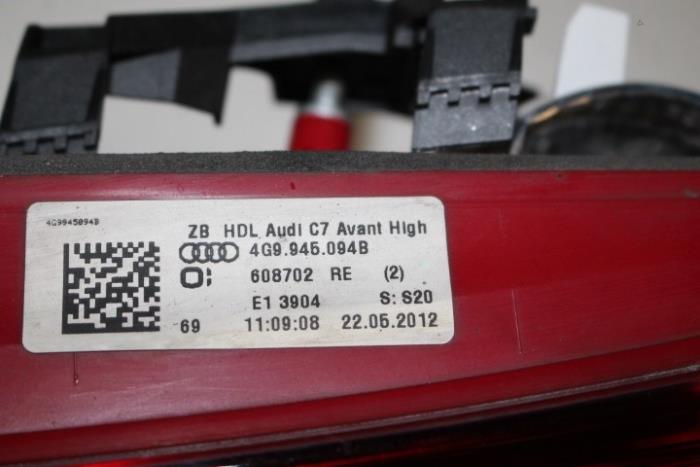 4G9945094B
ZB HDL Audi C7 Avant High
4G9.945.094B
608702 RE (2)
E1 3904 S: S20
69 11:09:08 22.05.2012